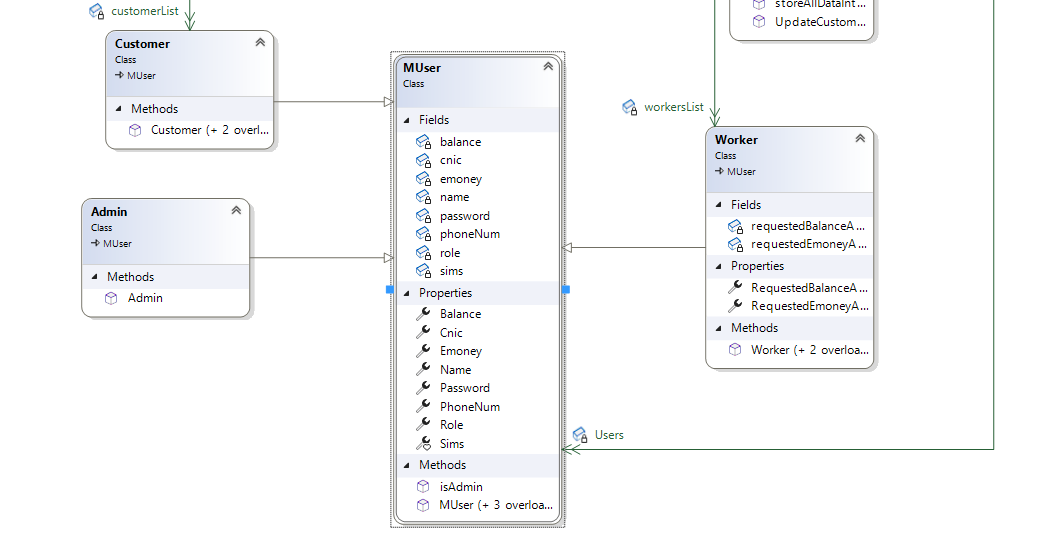 customerList
Customer
Class
MUser
Methods
Customer (+ 2 overl...
Admin
Class
MUser
Methods
Admin
MUser
Class
Fields
balance
cnic
emoney
name
password
phoneNum
role
sims
Properties
Balance
Cnic
Emoney
Name
Password
PhoneNum
Role
Sims
Methods
isAdmin
MUser (+ 3 overloa...
storeAllDataInt...
UpdateCustom...
workersList
Worker
Class
MUser
Fields
requestedBalanceA...
requestedEmoneyA...
Properties
RequestedBalanceA...
RequestedEmoneyA...
Methods
Worker (+ 2 overloa...
Users